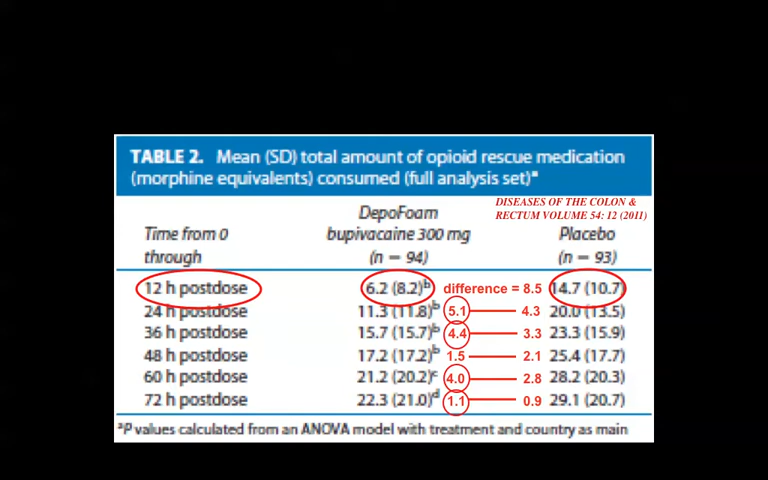 TABLE 2. Mean (SD) total amount of opioid rescue medication
(morphine equivalents) consumed (full analysis set)ᵃ
DISEASES OF THE COLON &
RECTUM VOLUME 54: 12 (2011)
DepoFoam
Time from 0 bupivacaine 300 mg Placebo
through (n − 94) (n − 93)
12 h postdose 6.2 (8.2)ᵇ difference = 8.5 14.7 (10.7)
24 h postdose 11.3 (11.8)ᵇ 5.1 4.3 20.0 (13.5)
36 h postdose 15.7 (15.7)ᵇ 4.4 3.3 23.3 (15.9)
48 h postdose 17.2 (17.2)ᵇ 1.5 2.1 25.4 (17.7)
60 h postdose 21.2 (20.2)ᶜ 4.0 2.8 28.2 (20.3)
72 h postdose 22.3 (21.0)ᵈ 1.1 0.9 29.1 (20.7)
ᵃP values calculated from an ANOVA model with treatment and country as main